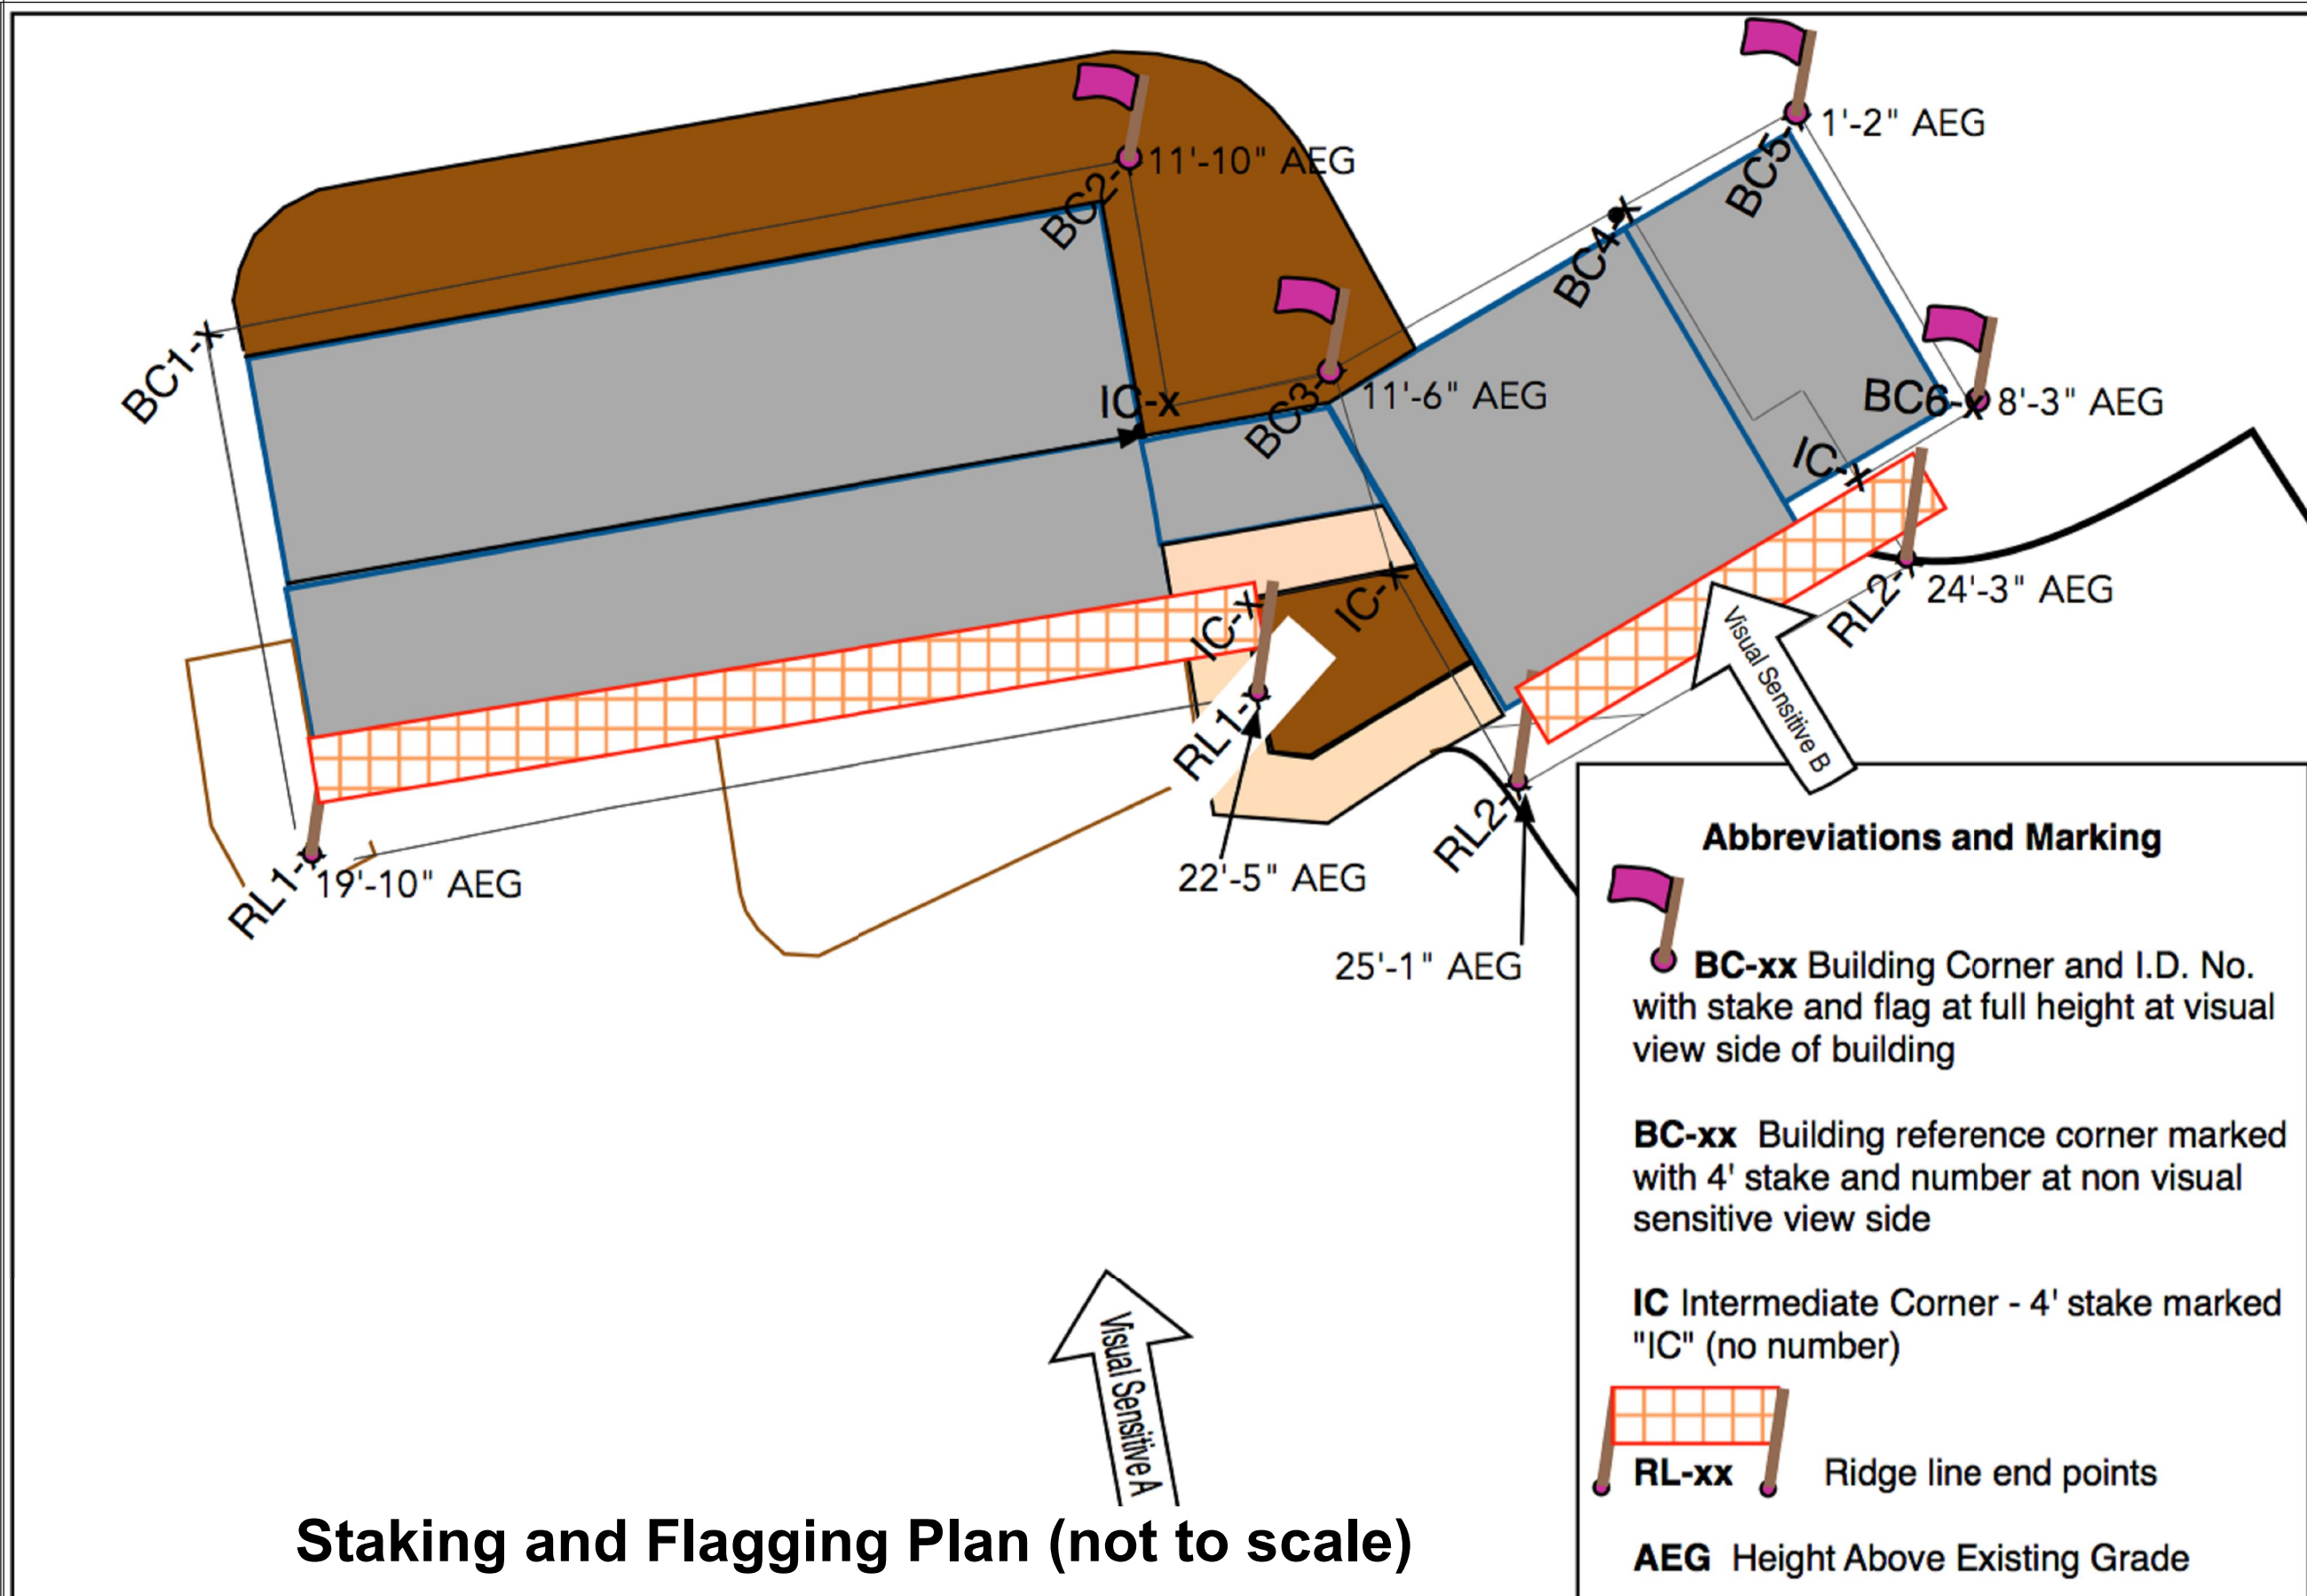 1'-2" AEG
BC5-
11'-10" AEG
BC2-
BC4-x
BC1-x
IC-x
BC3-
11'-6" AEG
BC6-x
8'-3" AEG
IC-x
IC-x
IC-x
24'-3" AEG
RL2-x
Visual Sensitive B
RL1-x
RL2-
RL1-x
19'-10" AEG
22'-5" AEG
25'-1" AEG
Abbreviations and Marking
BC-xx Building Corner and I.D. No.
with stake and flag at full height at visual
view side of building
BC-xx Building reference corner marked
with 4' stake and number at non visual
sensitive view side
IC Intermediate Corner - 4' stake marked
"IC" (no number)
RL-xx Ridge line end points
AEG Height Above Existing Grade
Visual Sensitive A
Staking and Flagging Plan (not to scale)